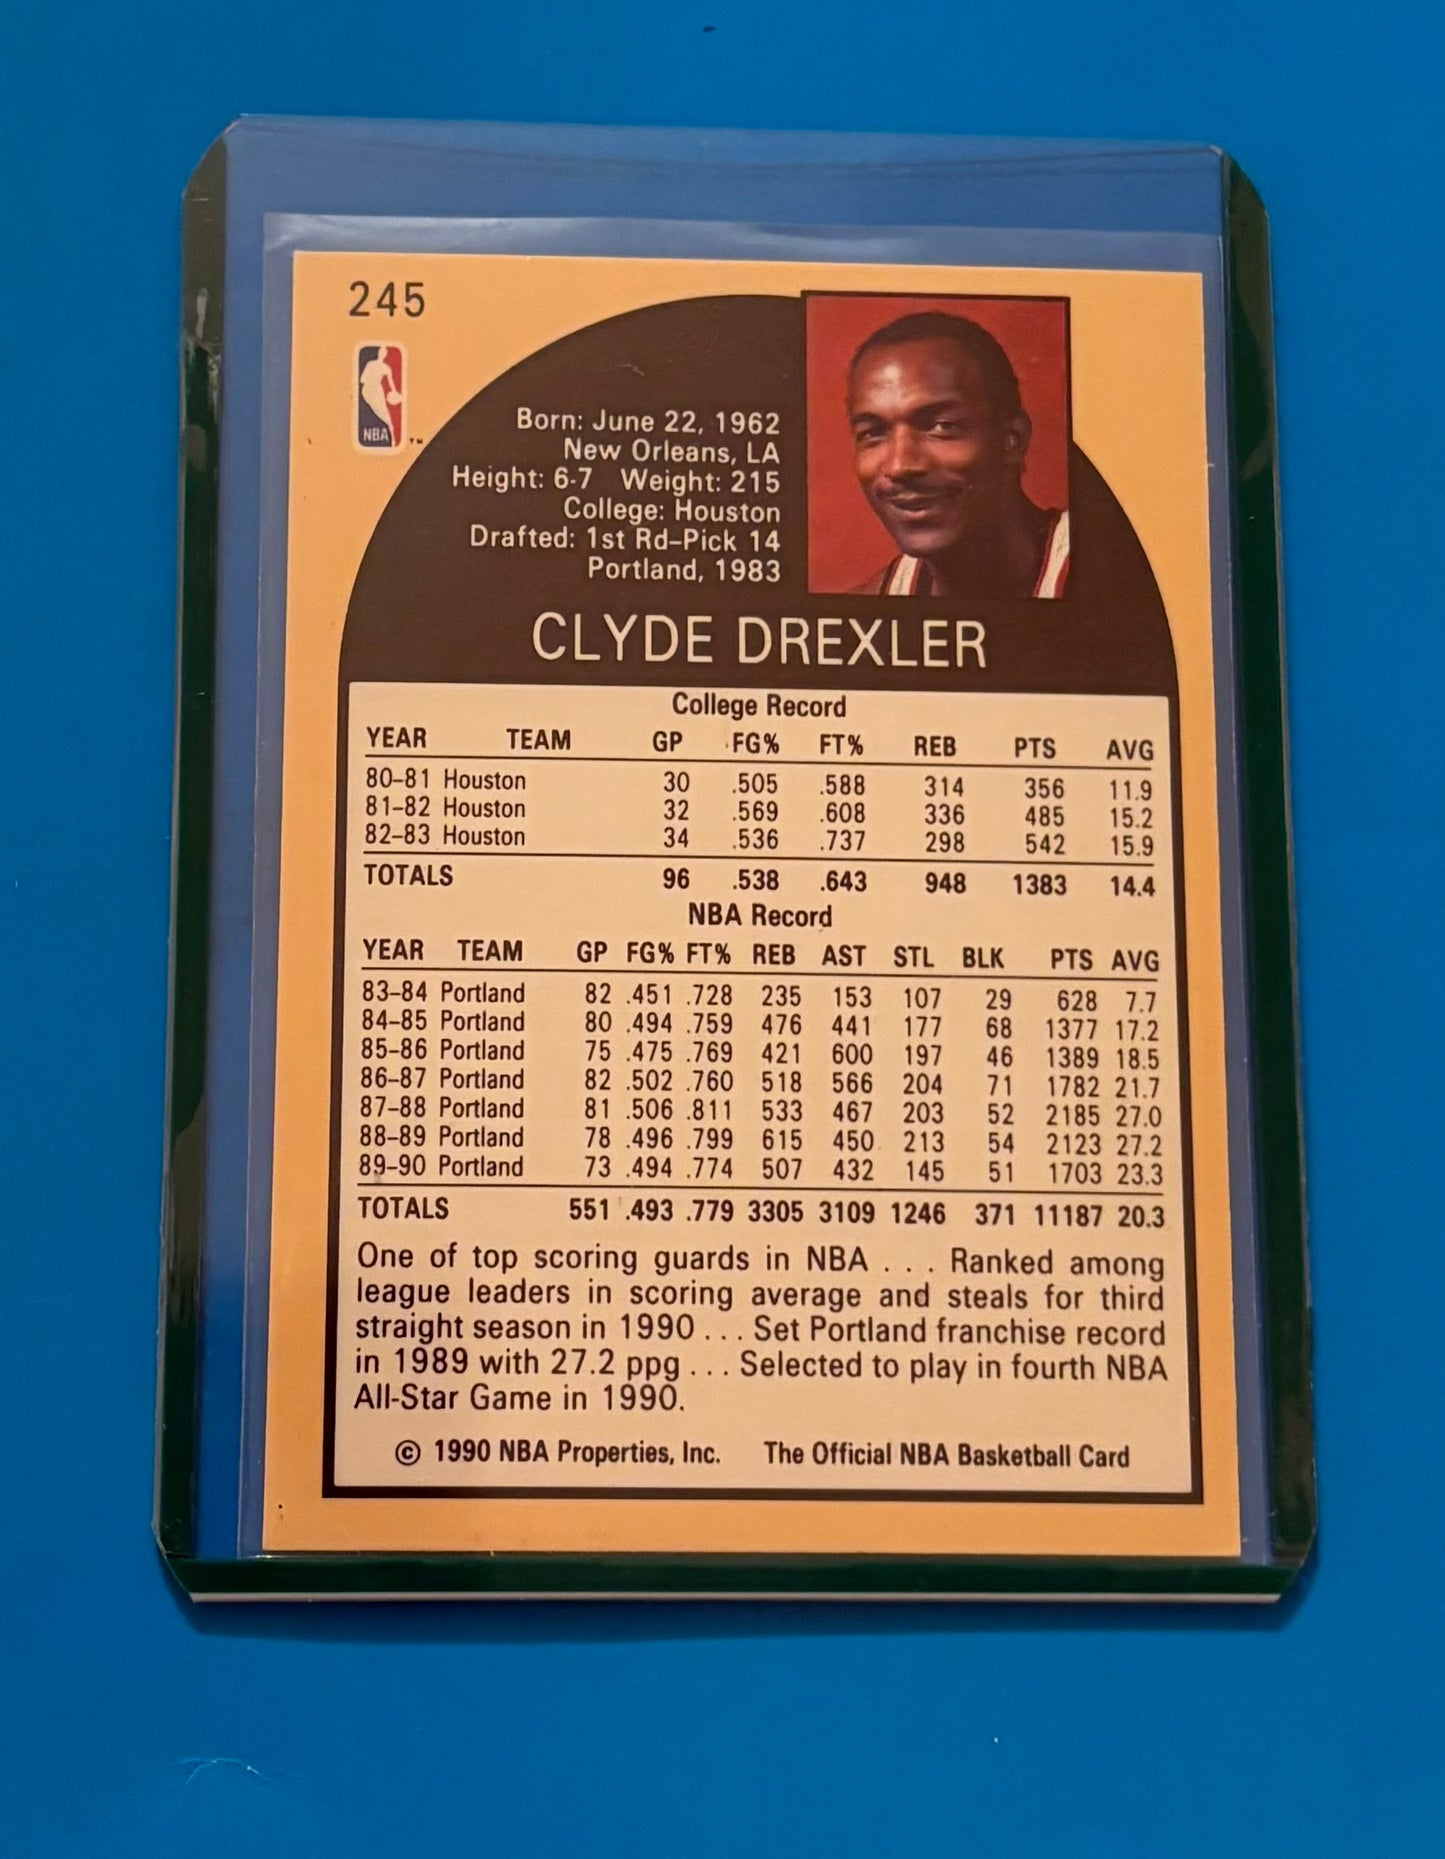 245
NBA
™
Born: June 22, 1962
New Orleans, LA
Height: 6-7 Weight: 215
College: Houston
Drafted: 1st Rd–Pick 14
Portland, 1983
CLYDE DREXLER
College Record
YEAR TEAM GP FG% FT% REB PTS AVG
80–81 Houston 30 .505 .588 314 356 11.9
81–82 Houston 32 .569 .608 336 485 15.2
82–83 Houston 34 .536 .737 298 542 15.9
TOTALS 96 .538 .643 948 1383 14.4
NBA Record
YEAR TEAM GP FG% FT% REB AST STL BLK PTS AVG
83–84 Portland 82 .451 .728 235 153 107 29 628 7.7
84–85 Portland 80 .494 .759 476 441 177 68 1377 17.2
85–86 Portland 75 .475 .769 421 600 197 46 1389 18.5
86–87 Portland 82 .502 .760 518 566 204 71 1782 21.7
87–88 Portland 81 .506 .811 533 467 203 52 2185 27.0
88–89 Portland 78 .496 .799 615 450 213 54 2123 27.2
89–90 Portland 73 .494 .774 507 432 145 51 1703 23.3
TOTALS 551 .493 .779 3305 3109 1246 371 11187 20.3
One of top scoring guards in NBA . . . Ranked among
league leaders in scoring average and steals for third
straight season in 1990 . . . Set Portland franchise record
in 1989 with 27.2 ppg . . . Selected to play in fourth NBA
All-Star Game in 1990.
© 1990 NBA Properties, Inc. The Official NBA Basketball Card